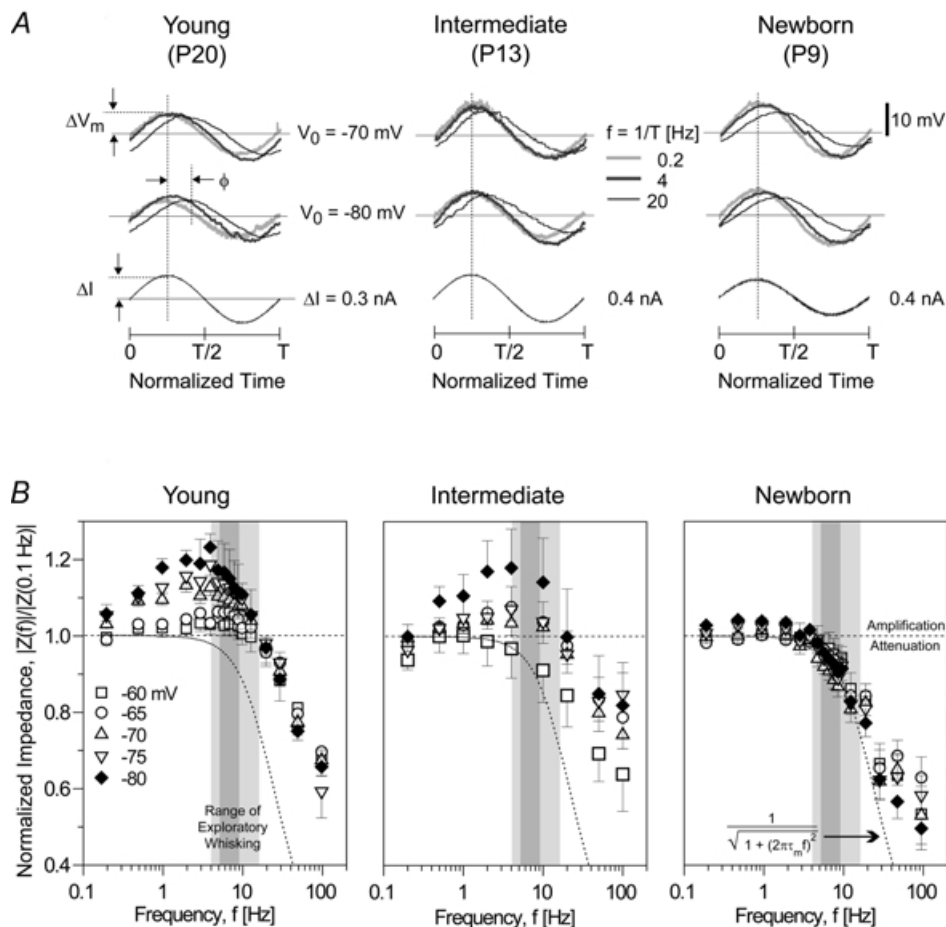 A
Young
(P20)
Intermediate
(P13)
Newborn
(P9)
ΔVm
V0 = -70 mV
f = 1/T [Hz]
0.2
4
20
10 mV
ϕ
V0 = -80 mV
ΔI
ΔI = 0.3 nA
0.4 nA
0.4 nA
0 T/2 T
0 T/2 T
0 T/2 T
Normalized Time
Normalized Time
Normalized Time
B
Young
Intermediate
Newborn
Normalized Impedance, |Z(f)/|Z(0.1 Hz)|
1.2
1.0
0.8
0.6
0.4
-60 mV
-65
-70
-75
-80
Range of
Exploratory
Whisking
Amplification
Attenuation
1
√1 + (2πτmf)²
0.1 1 10 100
0.1 1 10 100
0.1 1 10 100
Frequency, f [Hz]
Frequency, f [Hz]
Frequency, f [Hz]